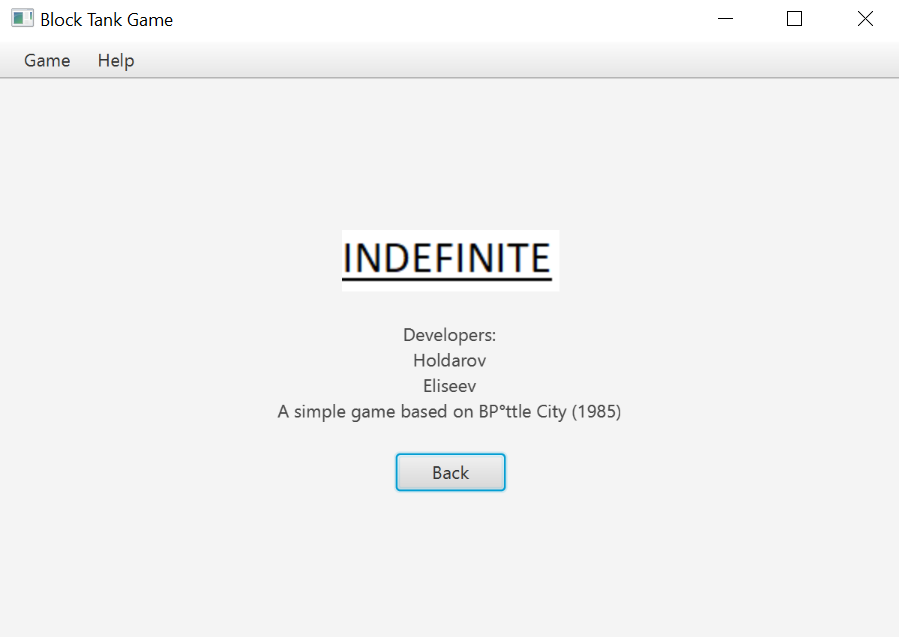 Block Tank Game
Game Help
INDEFINITE
Developers:
Holdarov
Eliseev
A simple game based on BP°ttle City (1985)
Back